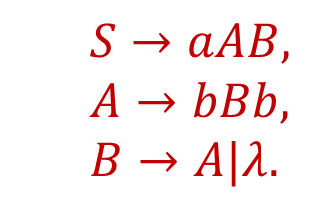 S → aAB,
A → bBb,
B → A|λ.